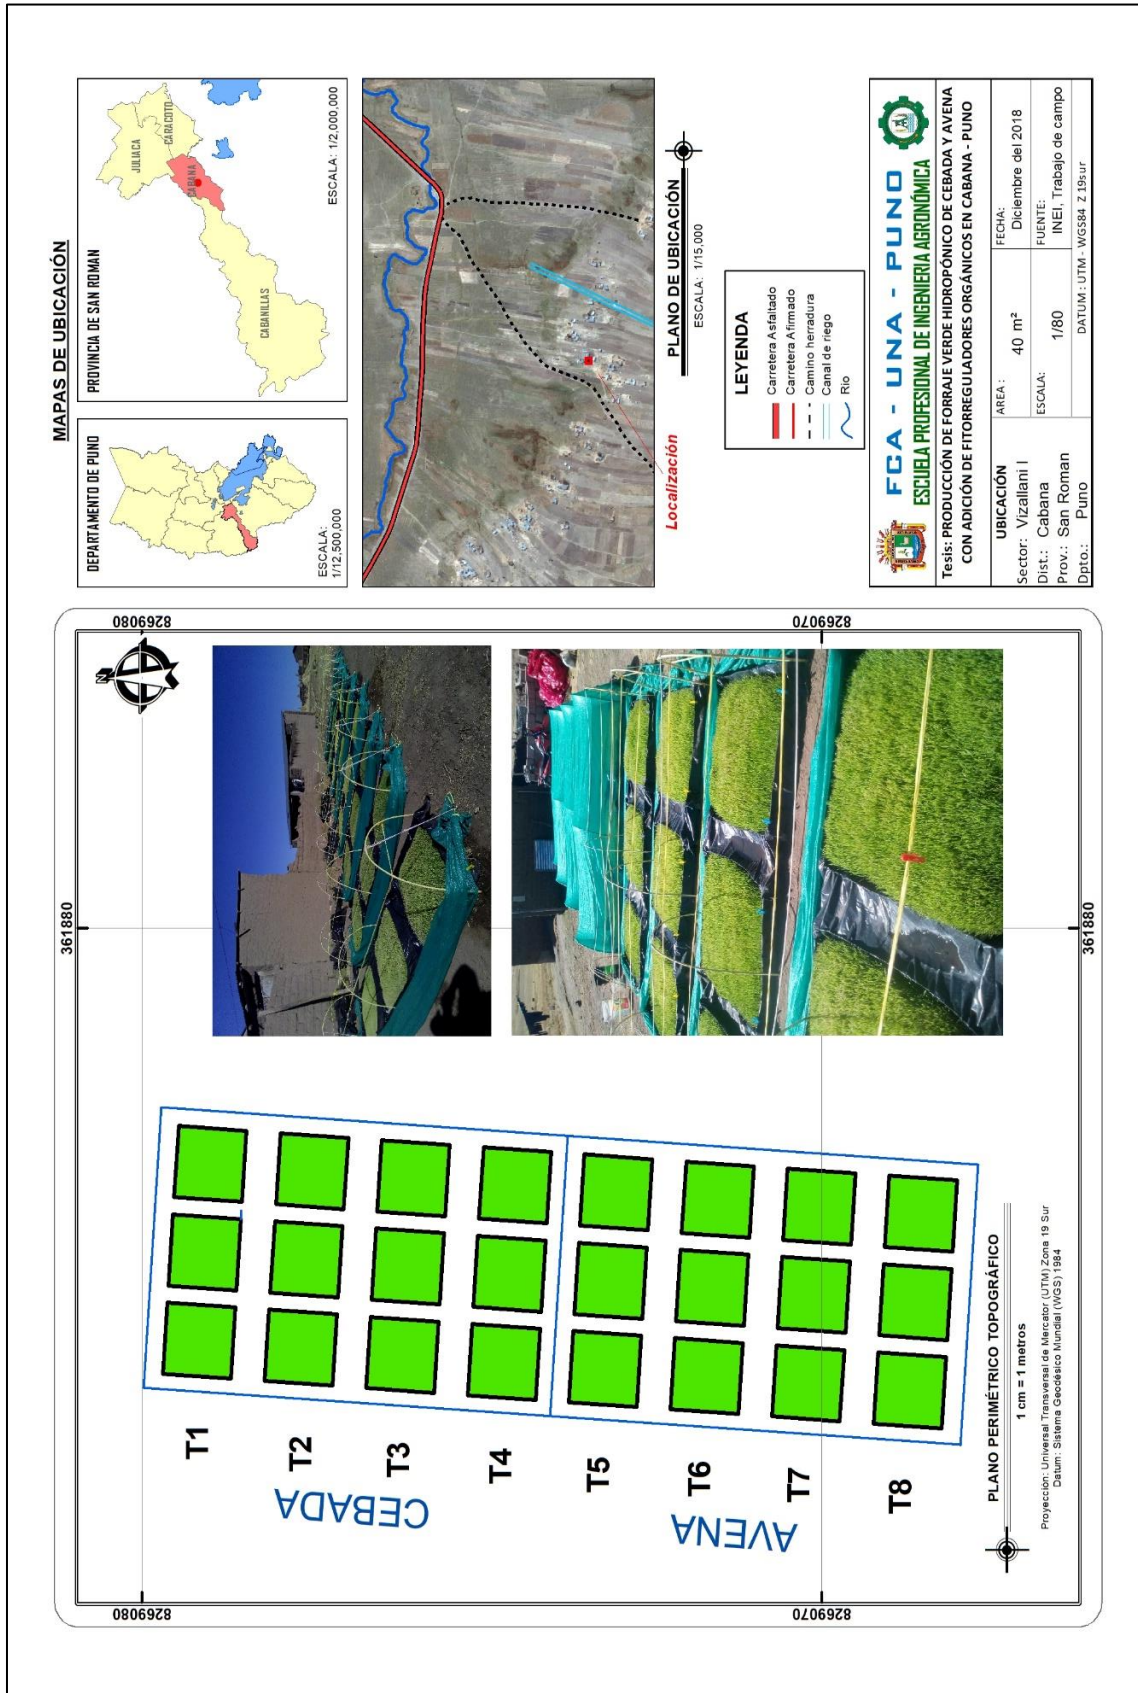 MAPAS DE UBICACIÓN
DEPARTAMENTO DE PUNO
ESCALA:
1/12,500,000
PROVINCIA DE SAN ROMAN
JULIACA
CARACOTO
CABANA
CABANILLAS
ESCALA: 1/2,000,000
Localización
PLANO DE UBICACIÓN
ESCALA: 1/15,000
LEYENDA
Carretera Asfaltado
Carretera Afirmado
Camino herradura
Canal de riego
Rio
FCA - UNA - PUNO
ESCUELA PROFESIONAL DE INGENIERIA AGRONÓMICA
Tesis: PRODUCCIÓN DE FORRAJE VERDE HIDROPÓNICO DE CEBADA Y AVENA
CON ADICIÓN DE FITORREGULADORES ORGÁNICOS EN CABANA - PUNO
UBICACIÓN
Sector: Vizallani I
Dist.: Cabana
Prov.: San Roman
Dpto.: Puno
AREA :
40 m²
ESCALA:
1/80
FECHA:
Diciembre del 2018
FUENTE:
INEI, Trabajo de campo
DATUM : UTM - WGS84 Z 19sur
361880
8269080
8269080
N
T1
T2
T3
T4
CEBADA
T5
T6
T7
T8
AVENA
8269070
8269070
361880
PLANO PERIMÉTRICO TOPOGRÁFICO
1 cm = 1 metros
Proyeccion: Universal Transversal de Mercator (UTM) Zona 19 Sur
Datum: Sistema Geodésico Mundial (WGS) 1984